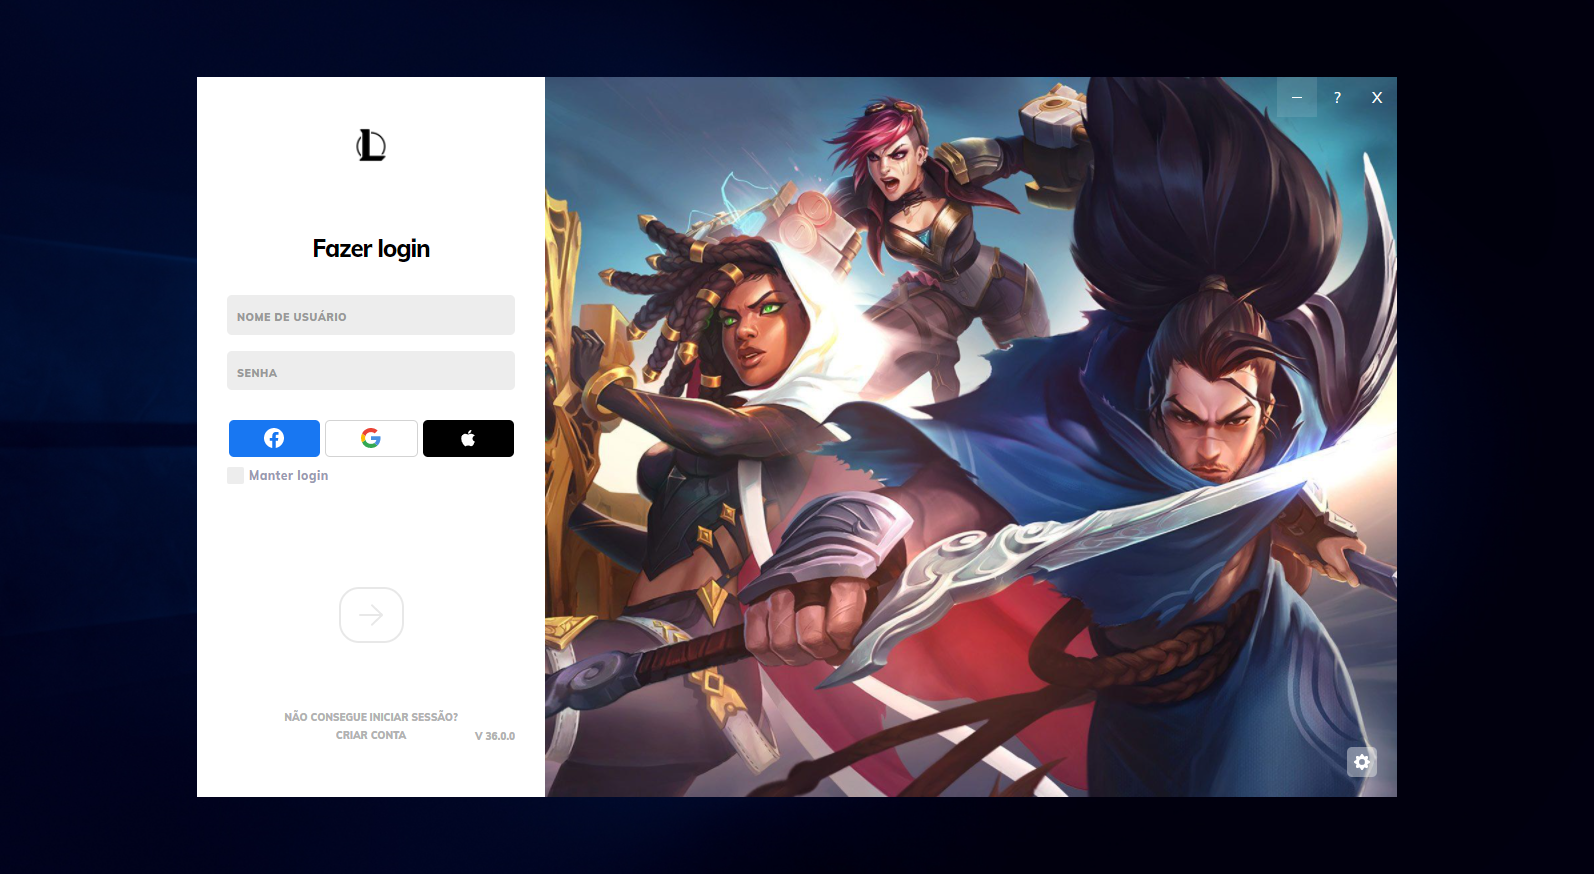 ? X
Fazer login
NOME DE USUÁRIO
SENHA
Manter login
NÃO CONSEGUE INICIAR SESSÃO?
CRIAR CONTA
V 36.0.0